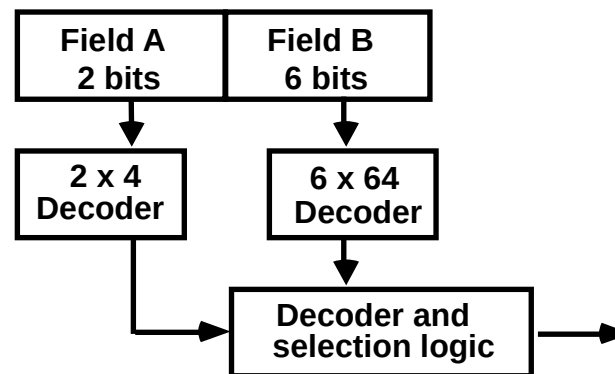 Field A
2 bits
Field B
6 bits
2 x 4
Decoder
6 x 64
Decoder
Decoder and
selection logic